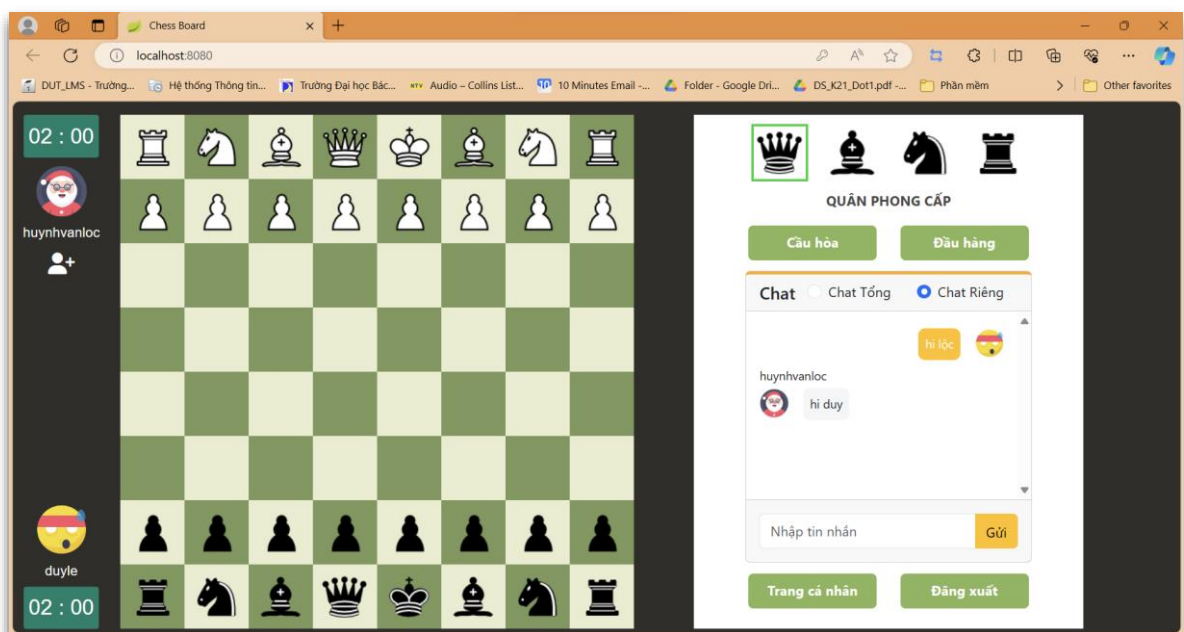 Chess Board
localhost:8080
DUT_LMS - Trường...
Hệ thống Thông tin...
Trường Đại học Bác...
NTV
Audio – Collins List...
10
10 Minutes Email -...
Folder - Google Dri...
DS_K21_Dot1.pdf -...
Phần mềm
Other favorites
02 : 00
huynhvanloc
duyle
02 : 00
QUÂN PHONG CẤP
Cầu hòa
Đầu hàng
Chat
Chat Tổng
Chat Riêng
hi lộc
huynhvanloc
hi duy
Nhập tin nhắn
Gửi
Trang cá nhân
Đăng xuất